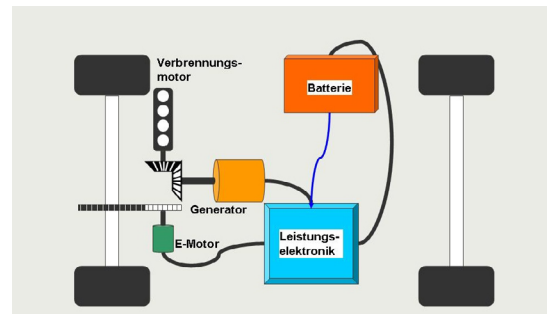 Verbrennungs-
motor
Batterie
Generator
E-Motor
Leistungs-
elektronik